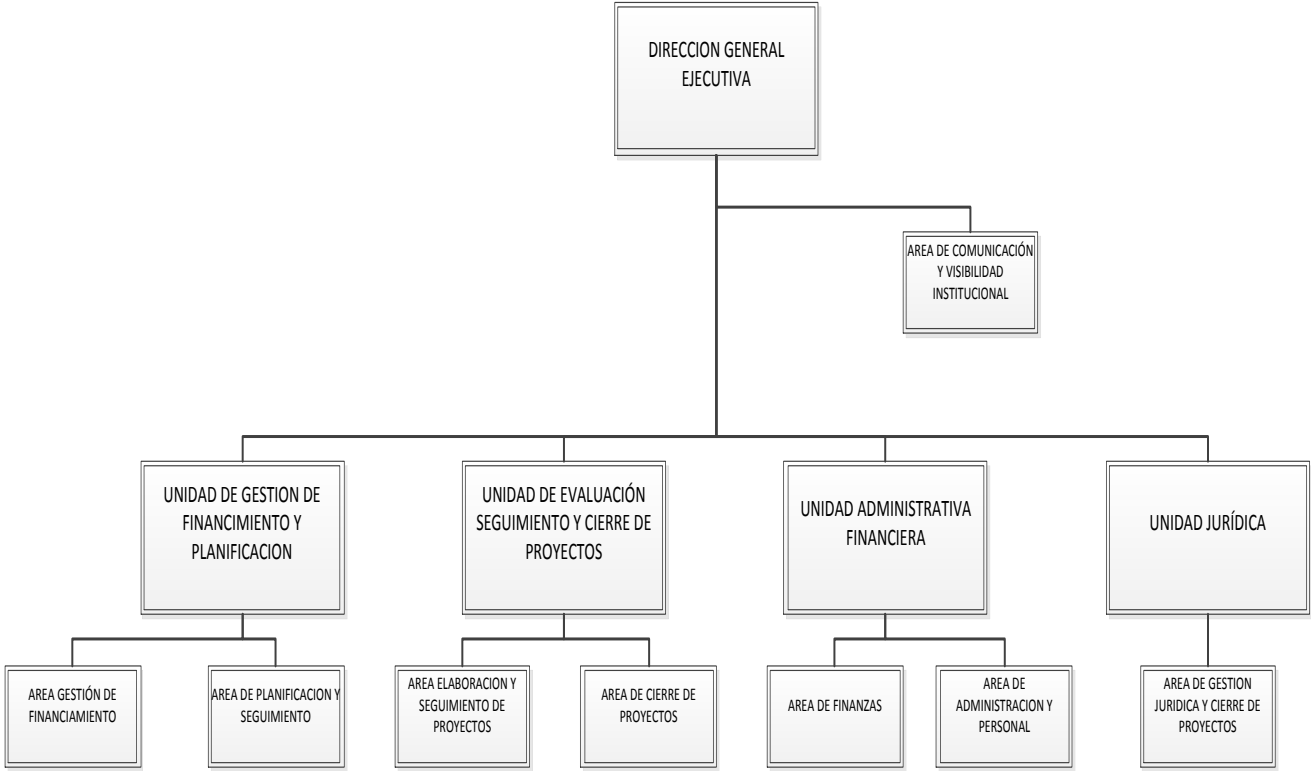 DIRECCION GENERAL
EJECUTIVA
AREA DE COMUNICACIÓN
Y VISIBILIDAD
INSTITUCIONAL
UNIDAD DE GESTION DE
FINANCIMIENTO Y
PLANIFICACION
UNIDAD DE EVALUACIÓN
SEGUIMIENTO Y CIERRE DE
PROYECTOS
UNIDAD ADMINISTRATIVA
FINANCIERA
UNIDAD JURÍDICA
AREA GESTIÓN DE
FINANCIAMIENTO
AREA DE PLANIFICACION Y
SEGUIMIENTO
AREA ELABORACION Y
SEGUIMIENTO DE
PROYECTOS
AREA DE CIERRE DE
PROYECTOS
AREA DE FINANZAS
AREA DE
ADMINISTRACION Y
PERSONAL
AREA DE GESTION
JURIDICA Y CIERRE DE
PROYECTOS